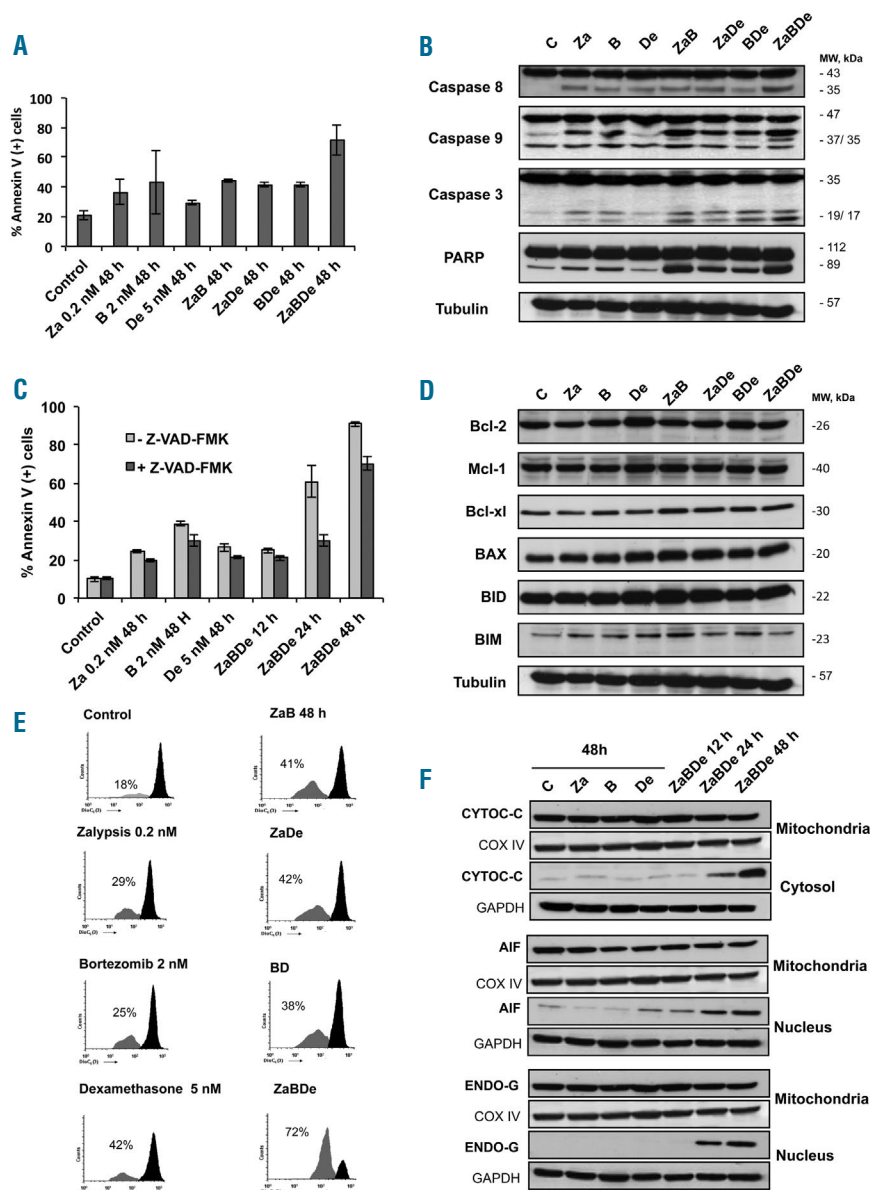 A
% Annexin V (+) cells
100
80
60
40
20
0
Control
Za 0.2 nM 48 h
B 2 nM 48 h
De 5 nM 48 h
ZaB 48 h
ZaDe 48 h
BDe 48 h
ZaBDe 48 h
B
C Za B De ZaB ZaDe BDe ZaBDe
MW, kDa
Caspase 8
- 43
- 35
Caspase 9
- 47
- 37/ 35
Caspase 3
- 35
- 19/ 17
PARP
- 112
- 89
Tubulin
- 57
C
% Annexin V (+) cells
100
80
60
40
20
0
- Z-VAD-FMK
+ Z-VAD-FMK
Control
Za 0.2 nM 48 h
B 2 nM 48 H
De 5 nM 48 h
ZaBDe 12 h
ZaBDe 24 h
ZaBDe 48 h
D
C Za B De ZaB ZaDe BDe ZaBDe
MW, kDa
Bcl-2 -26
Mcl-1 -40
Bcl-xl -30
BAX -20
BID -22
BIM -23
Tubulin - 57
E
Control
18%
Counts
ZaB 48 h
41%
Counts
Zalypsis 0.2 nM
29%
Counts
ZaDe
42%
Counts
Bortezomib 2 nM
25%
Counts
BD
38%
Counts
Dexamethasone 5 nM
42%
Counts
ZaBDe
72%
Counts
F
48h
C Za B De ZaBDe 12 h ZaBDe 24 h ZaBDe 48 h
CYTOC-C
COX IV
Mitochondria
CYTOC-C
GAPDH
Cytosol
AIF
COX IV
Mitochondria
AIF
GAPDH
Nucleus
ENDO-G
COX IV
Mitochondria
ENDO-G
GAPDH
Nucleus